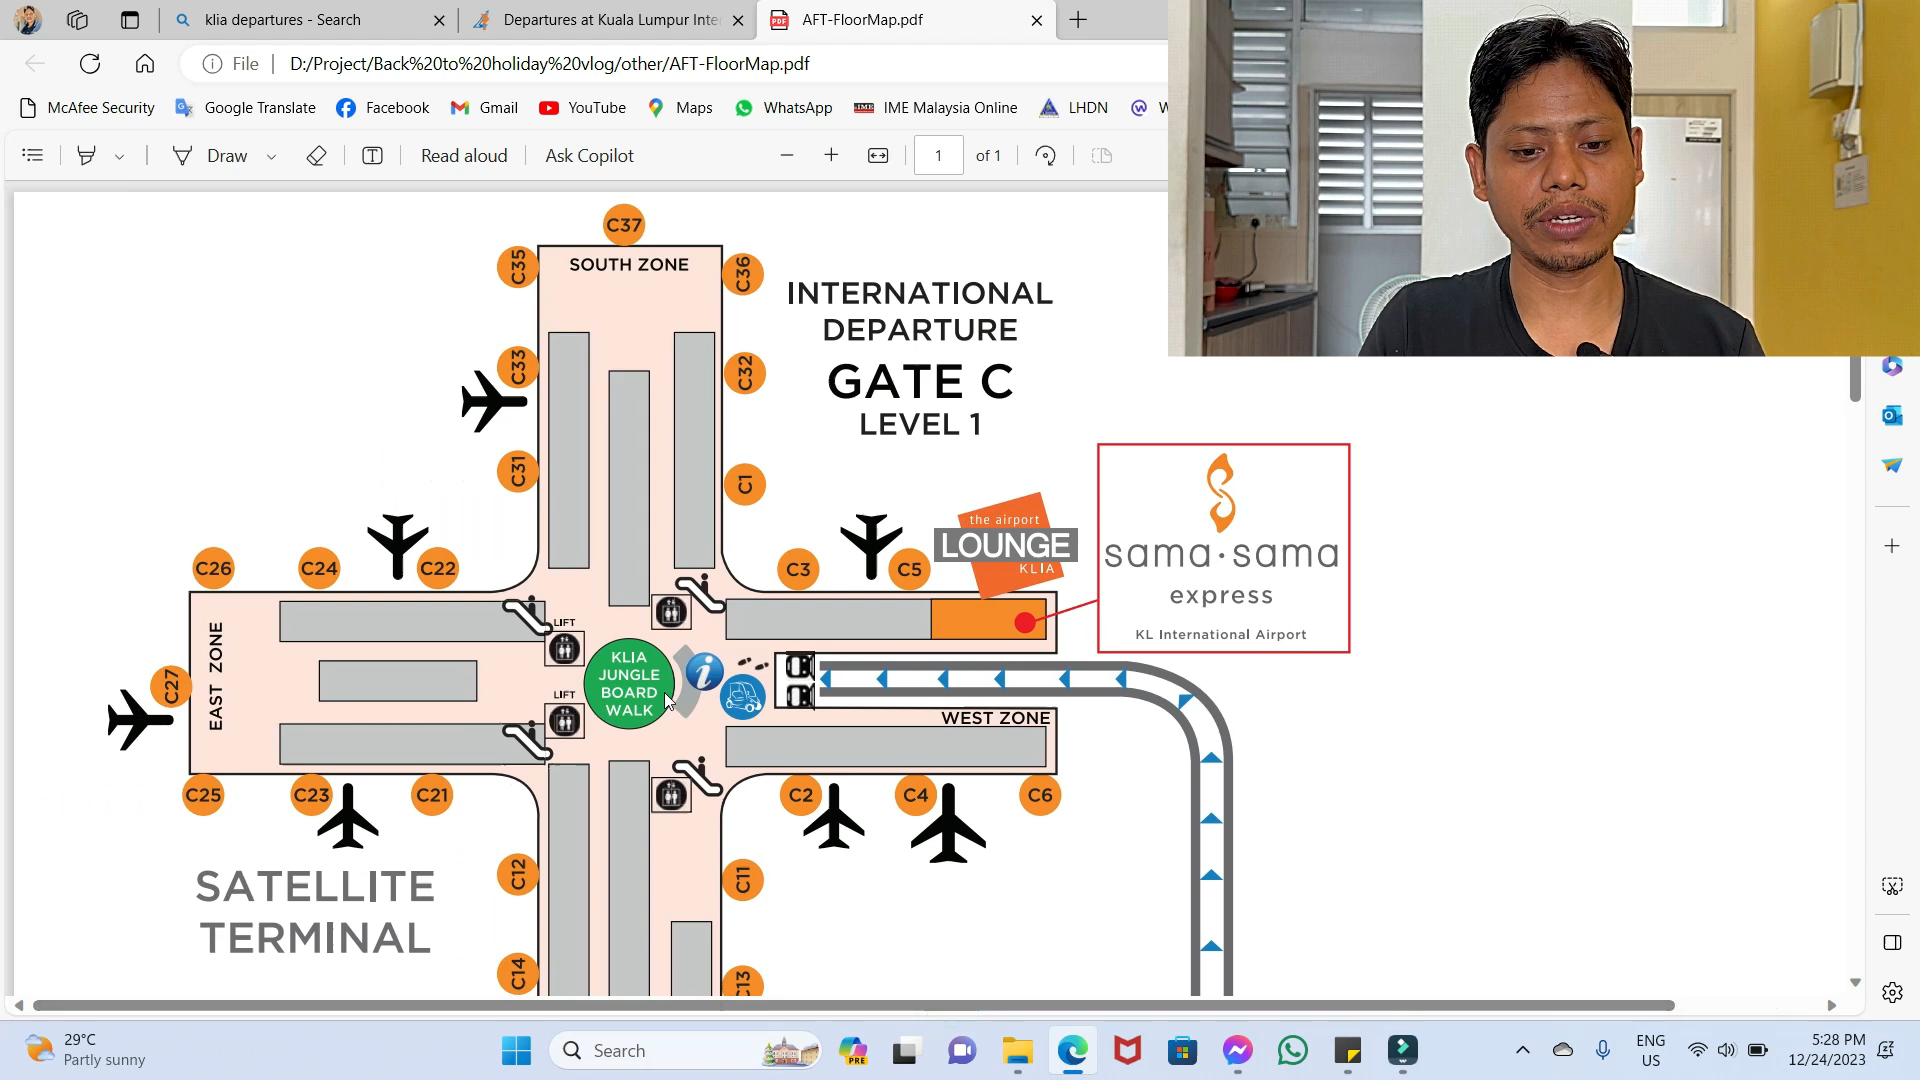 klia departures - Search
Departures at Kuala Lumpur Inte
AFT-FloorMap.pdf
File
D:/Project/Back%20to%20holiday%20vlog/other/AFT-FloorMap.pdf
McAfee Security
Google Translate
Facebook
Gmail
YouTube
Maps
WhatsApp
IME Malaysia Online
LHDN
W
Draw
Read aloud
Ask Copilot
1
of 1
C37
C35
SOUTH ZONE
C36
INTERNATIONAL
DEPARTURE
GATE C
LEVEL 1
C33
C32
C31
C1
the airport
LOUNGE
KLIA
sama·sama
express
KL International Airport
C26
C24
C22
C3
C5
LIFT
EAST ZONE
KLIA
JUNGLE
BOARD
WALK
i
C27
LIFT
WEST ZONE
C25
C23
C21
C2
C4
C6
SATELLITE
TERMINAL
C12
C11
C14
C13
29°C
Partly sunny
Search
PRE
ENG
US
5:28 PM
12/24/2023